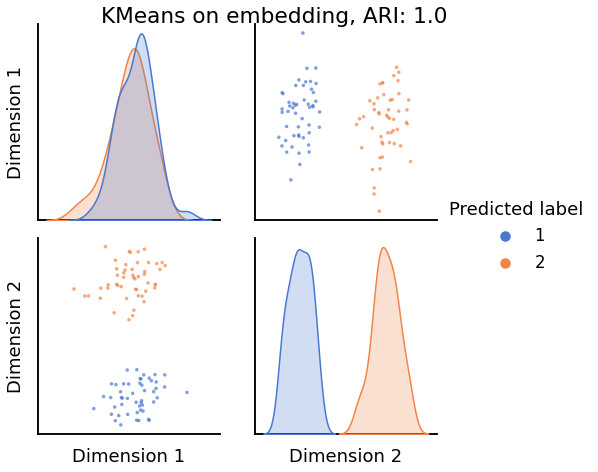 KMeans on embedding, ARI: 1.0
Dimension 1
Dimension 2
Predicted label
1
2
Dimension 1
Dimension 2